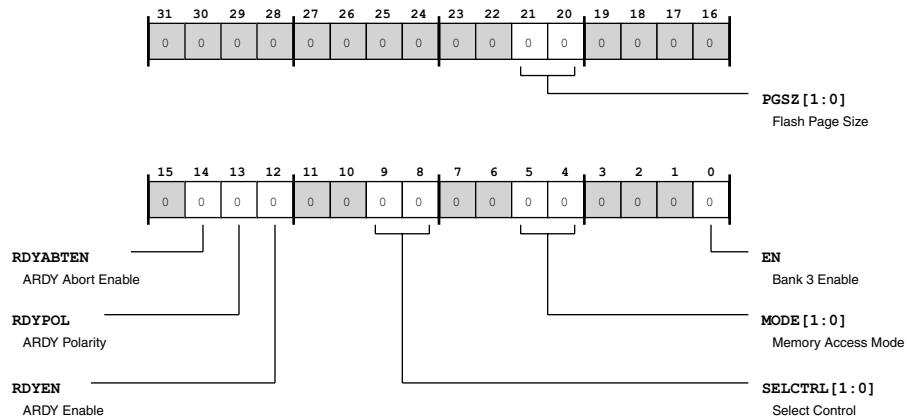 31 30 29 28 27 26 25 24 23 22 21 20 19 18 17 16
0 0 0 0 0 0 0 0 0 0 0 0 0 0 0 0
PGSZ[1:0]
Flash Page Size
15 14 13 12 11 10 9 8 7 6 5 4 3 2 1 0
0 0 0 0 0 0 0 0 0 0 0 0 0 0 0 0
RDYABTEN
ARDY Abort Enable
EN
Bank 3 Enable
RDYPOL
ARDY Polarity
MODE[1:0]
Memory Access Mode
RDYEN
ARDY Enable
SELCTRL[1:0]
Select Control